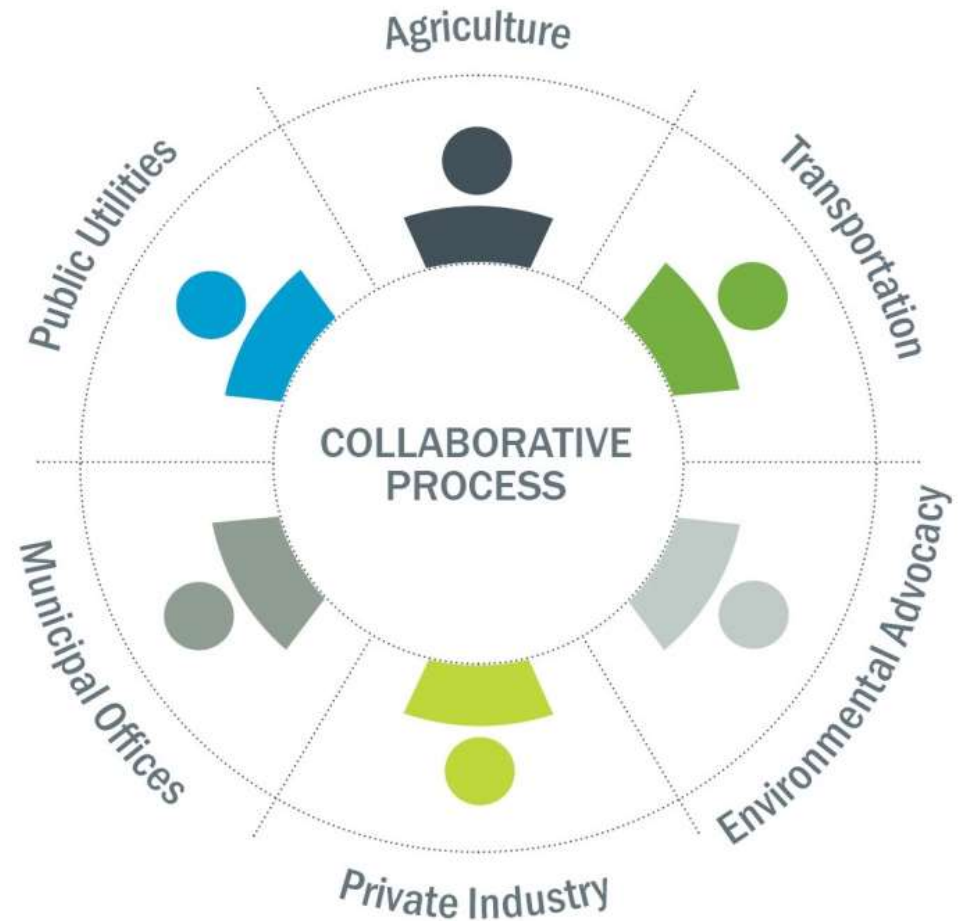 Agriculture
Transportation
Environmental Advocacy
Private Industry
Municipal Offices
Public Utilities
COLLABORATIVE
PROCESS